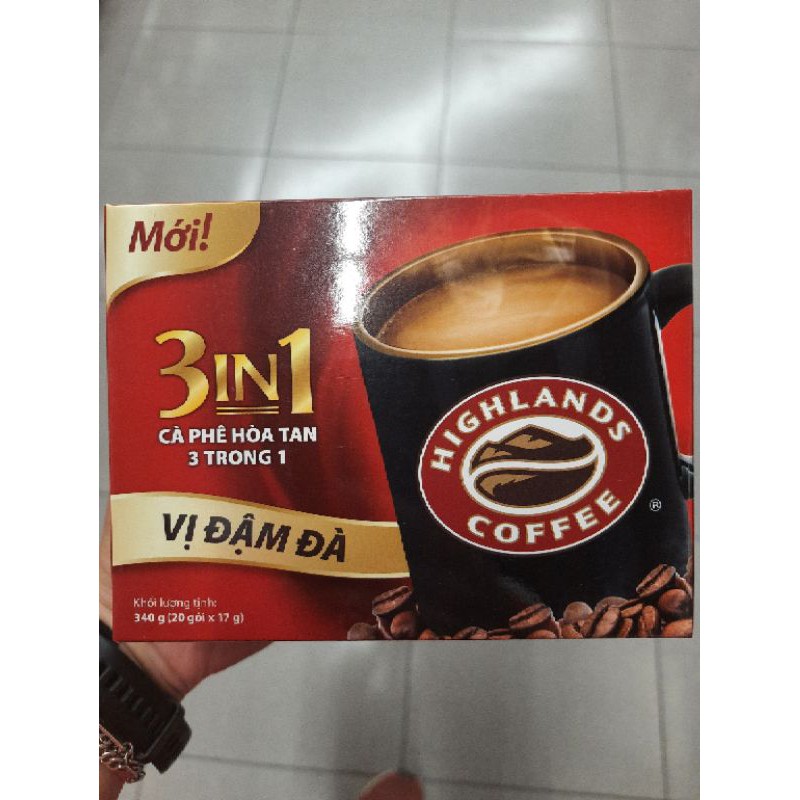 Mới!
3IN1
CÀ PHÊ HÒA TAN
3 TRONG 1
VỊ ĐẬM ĐÀ
Khối lượng tịnh:
340 g (20 gói x 17 g)
HIGHLANDS
COFFEE
®